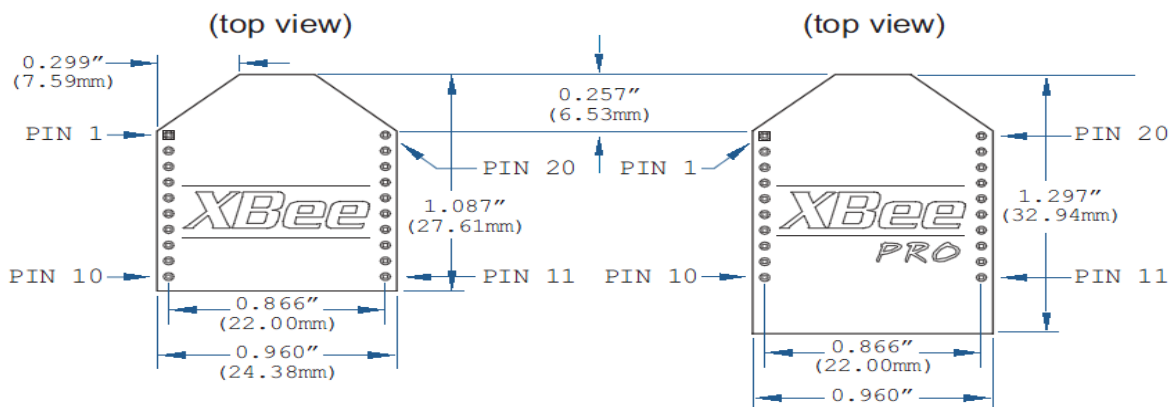 (top view)
(top view)
0.299″
(7.59mm)
0.257″
(6.53mm)
PIN 1
PIN 20
PIN 1
PIN 20
XBee
XBee
PRO
1.087″
(27.61mm)
1.297″
(32.94mm)
PIN 10
PIN 11
PIN 10
PIN 11
0.866″
(22.00mm)
0.866″
(22.00mm)
0.960″
(24.38mm)
0.960″